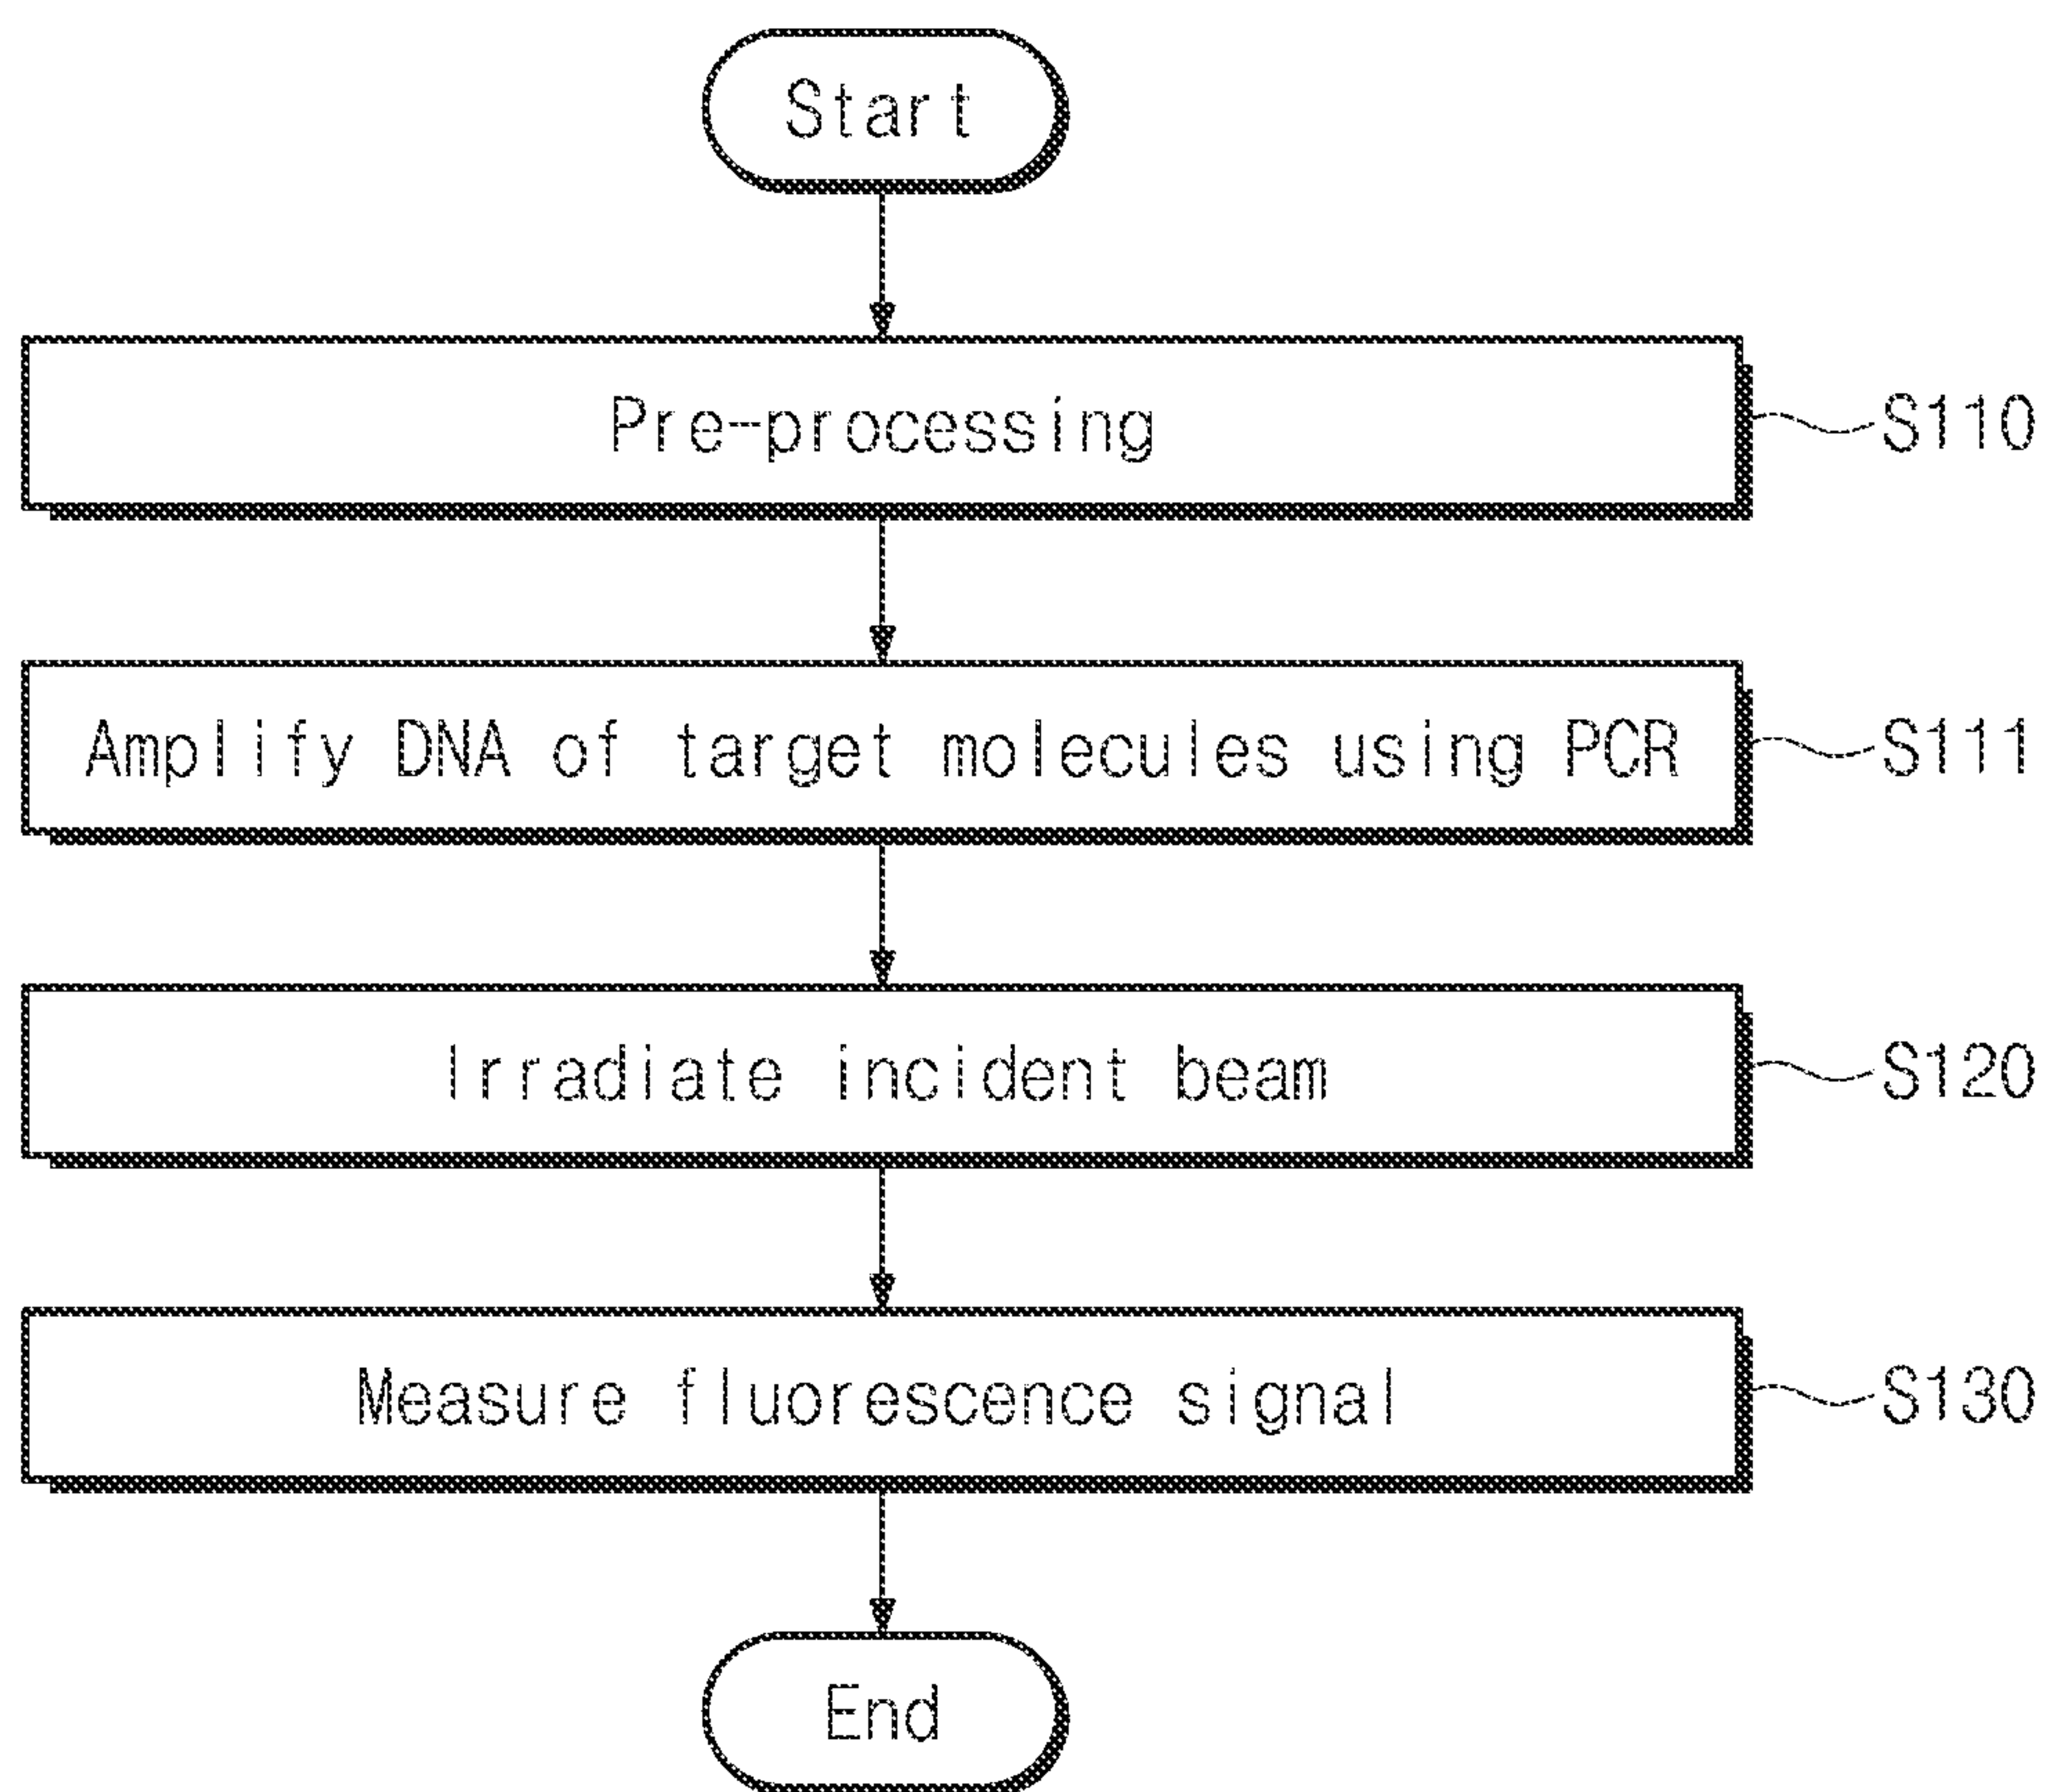 Start
Pre-processing
S110
Amplify DNA of target molecules using PCR
S111
Irradiate incident beam
S120
Measure fluorescence signal
S130
End